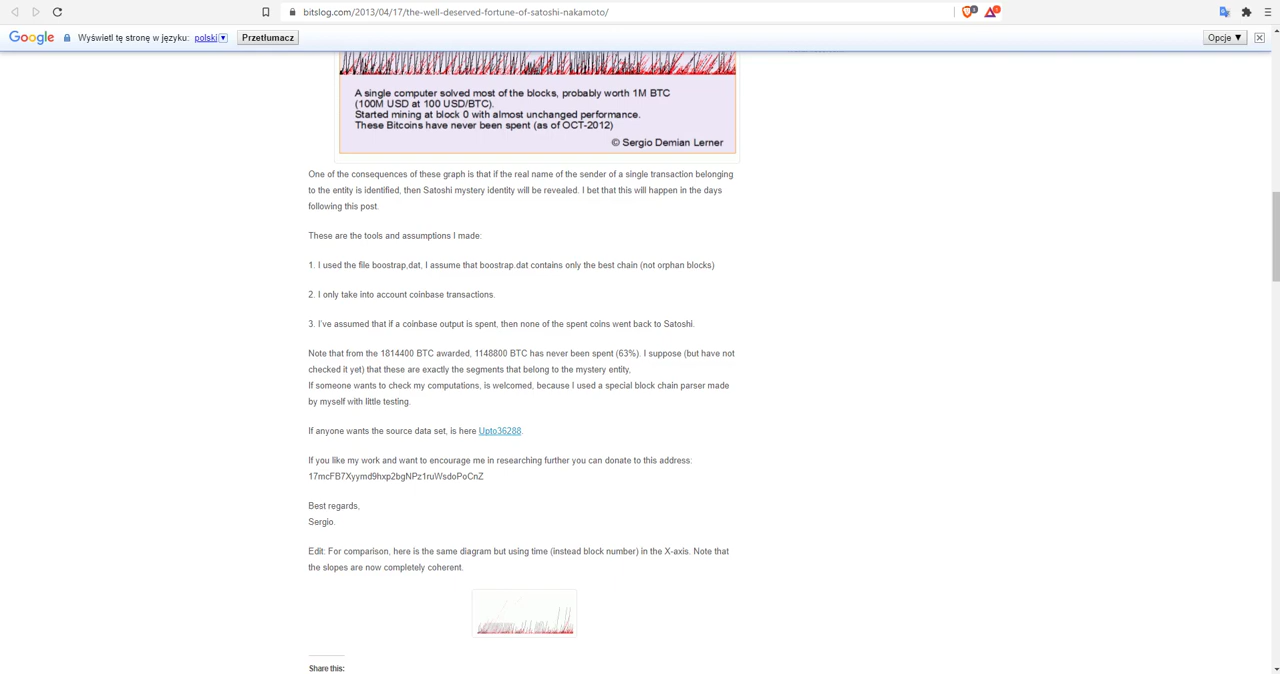 bitslog.com/2013/04/17/the-well-deserved-fortune-of-satoshi-nakamoto/
Google Wyświetl tę stronę w języku: polski Przetłumacz Opcje ▼
A single computer solved most of the blocks, probably worth 1M BTC
(100M USD at 100 USD/BTC).
Started mining at block 0 with almost unchanged performance.
These Bitcoins have never been spent (as of OCT-2012)
© Sergio Demian Lerner
One of the consequences of these graph is that if the real name of the sender of a single transaction belonging
to the entity is identified, then Satoshi mystery identity will be revealed. I bet that this will happen in the days
following this post.
These are the tools and assumptions I made:
1. I used the file boostrap,dat, I assume that boostrap.dat contains only the best chain (not orphan blocks)
2. I only take into account coinbase transactions.
3. I've assumed that if a coinbase output is spent, then none of the spent coins went back to Satoshi.
Note that from the 1814400 BTC awarded, 1148800 BTC has never been spent (63%). I suppose (but have not
checked it yet) that these are exactly the segments that belong to the mystery entity,
If someone wants to check my computations, is welcomed, because I used a special block chain parser made
by myself with little testing.
If anyone wants the source data set, is here Upto36288.
If you like my work and want to encourage me in researching further you can donate to this address:
17mcFB7Xyymd9hxp2bgNPz1ruWsdoPoCnZ
Best regards,
Sergio.
Edit: For comparison, here is the same diagram but using time (instead block number) in the X-axis. Note that
the slopes are now completely coherent.
Share this: